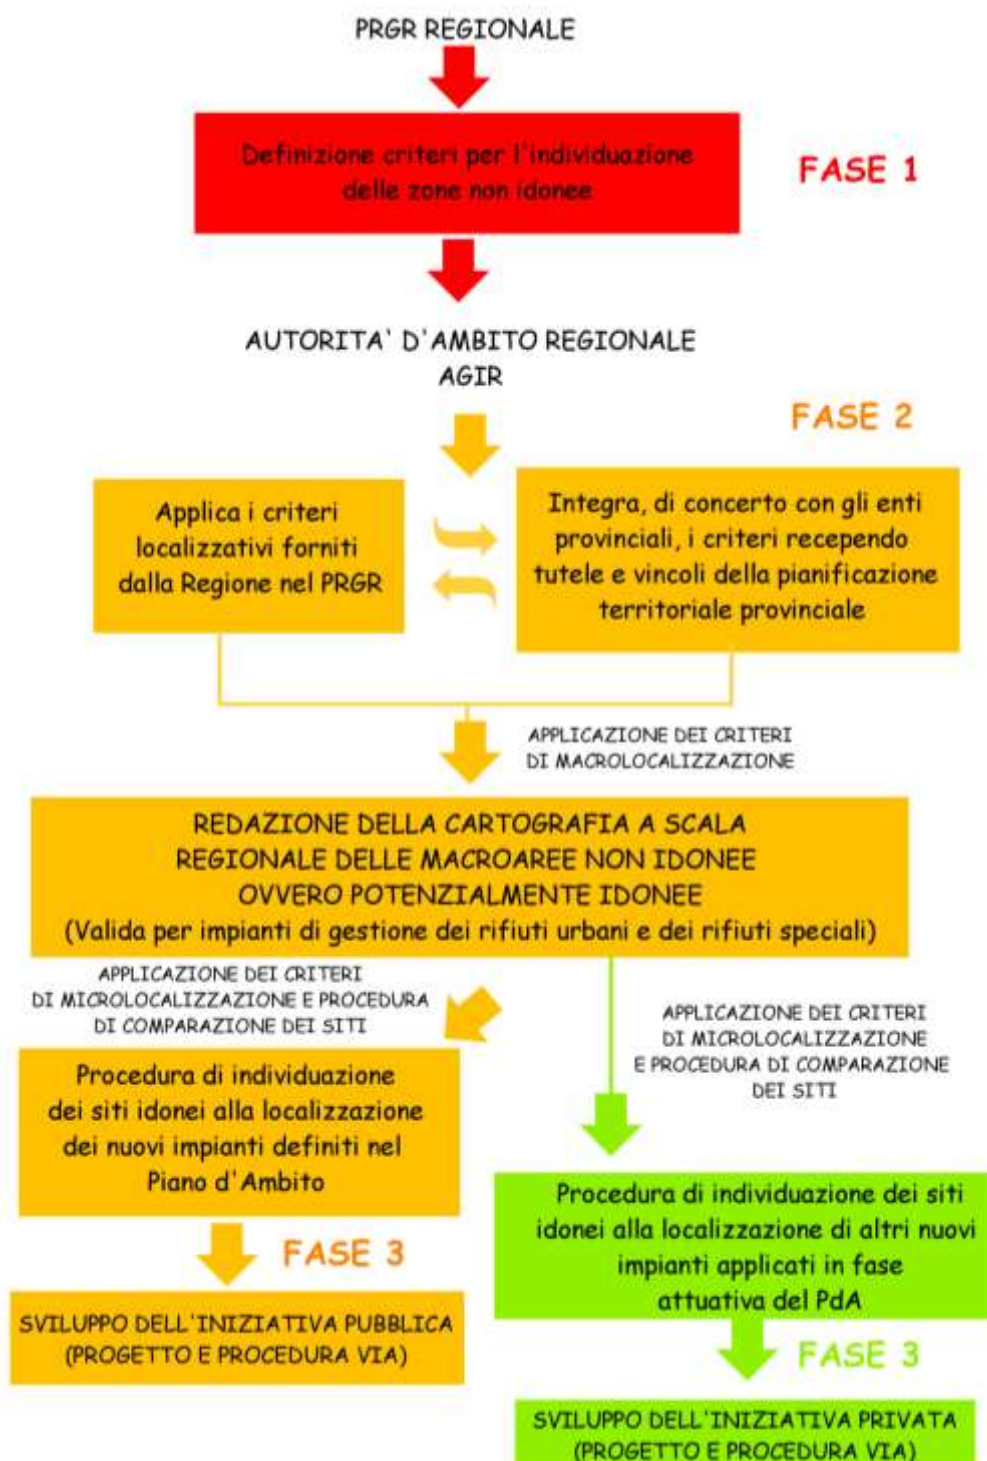 PRGR REGIONALE
Definizione criteri per l'individuazione
delle zone non idonee
FASE 1
AUTORITA' D'AMBITO REGIONALE
AGIR
FASE 2
Applica i criteri
localizzativi forniti
dalla Regione nel PRGR
Integra, di concerto con gli enti
provinciali, i criteri recependo
tutele e vincoli della pianificazione
territoriale provinciale
APPLICAZIONE DEI CRITERI
DI MACROLOCALIZZAZIONE
REDAZIONE DELLA CARTOGRAFIA A SCALA
REGIONALE DELLE MACROAREE NON IDONEE
OVVERO POTENZIALMENTE IDONEE
(Valida per impianti di gestione dei rifiuti urbani e dei rifiuti speciali)
APPLICAZIONE DEI CRITERI
DI MICROLOCALIZZAZIONE E PROCEDURA
DI COMPARAZIONE DEI SITI
APPLICAZIONE DEI CRITERI
DI MICROLOCALIZZAZIONE
E PROCEDURA DI COMPARAZIONE
DEI SITI
Procedura di individuazione
dei siti idonei alla localizzazione
dei nuovi impianti definiti nel
Piano d'Ambito
Procedura di individuazione dei siti
idonei alla localizzazione di altri nuovi
impianti applicati in fase
attuativa del PdA
FASE 3
SVILUPPO DELL'INIZIATIVA PUBBLICA
(PROGETTO E PROCEDURA VIA)
FASE 3
SVILUPPO DELL'INIZIATIVA PRIVATA
(PROGETTO E PROCEDURA VIA)